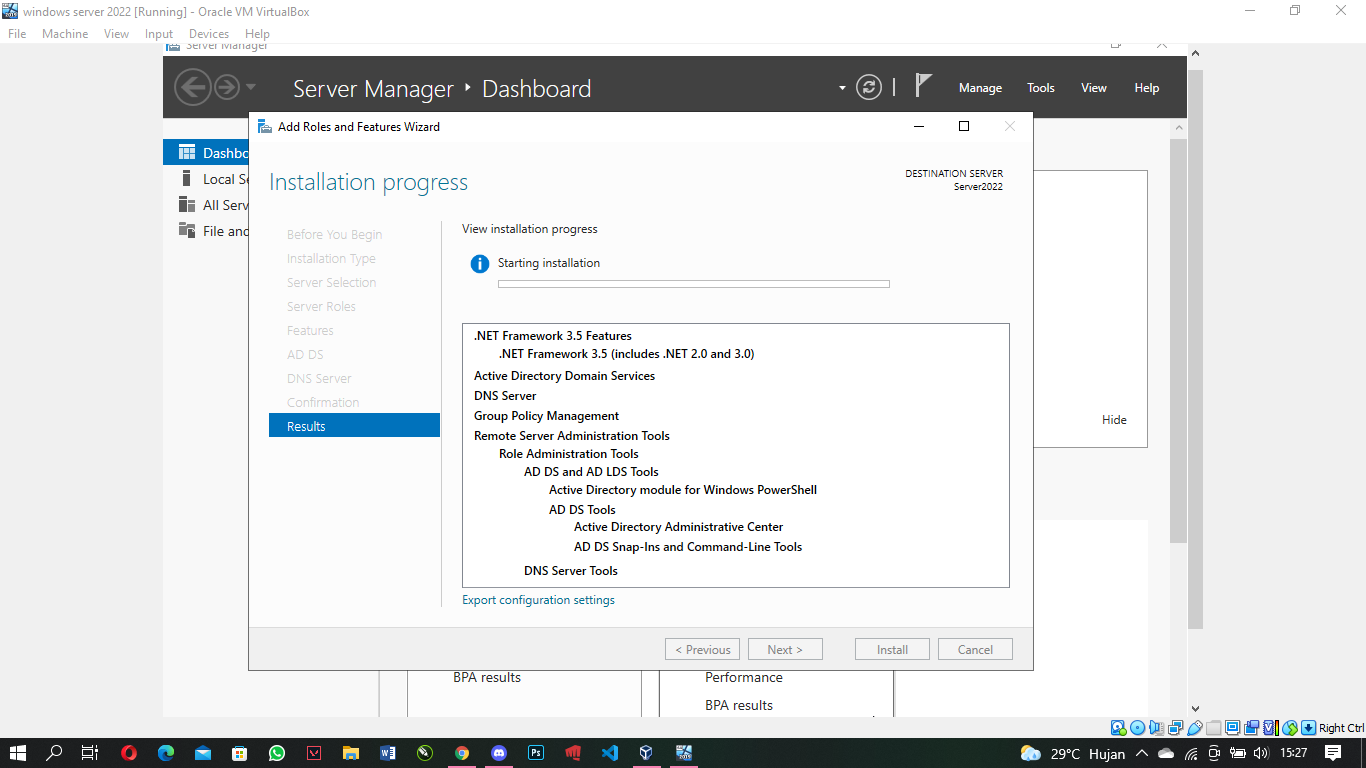 windows server 2022 [Running] - Oracle VM VirtualBox
File Machine View Input Devices Help
Server Manager
Server Manager Dashboard
Manage Tools View Help
Add Roles and Features Wizard
Dashbo
Local Se
All Serv
File and
Installation progress
DESTINATION SERVER
Server2022
Before You Begin
Installation Type
Server Selection
Server Roles
Features
AD DS
DNS Server
Confirmation
Results
View installation progress
Starting installation
.NET Framework 3.5 Features
.NET Framework 3.5 (includes .NET 2.0 and 3.0)
Active Directory Domain Services
DNS Server
Group Policy Management
Remote Server Administration Tools
Role Administration Tools
AD DS and AD LDS Tools
Active Directory module for Windows PowerShell
AD DS Tools
Active Directory Administrative Center
AD DS Snap-Ins and Command-Line Tools
DNS Server Tools
Export configuration settings
Hide
< Previous Next > Install Cancel
BPA results
Performance
BPA results
Right Ctrl
29°C Hujan 15:27